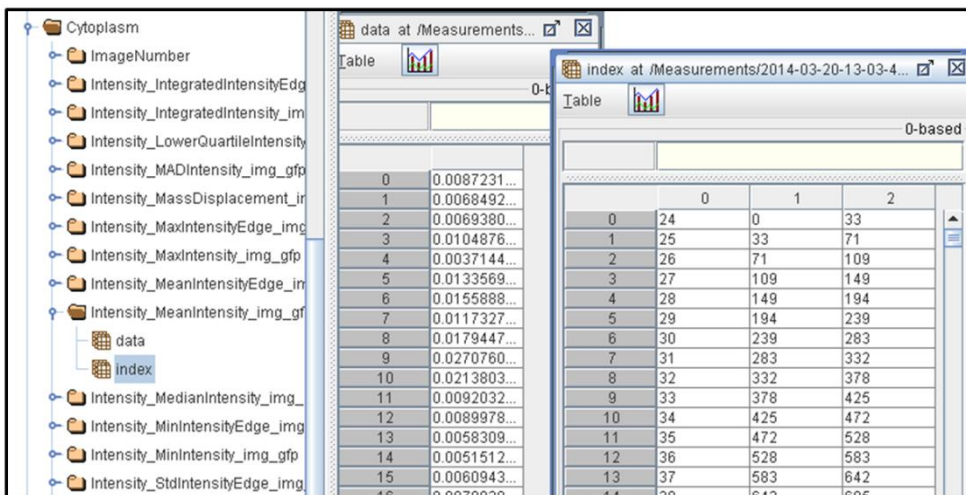 Cytoplasm
ImageNumber
Intensity_IntegratedIntensityEdg
Intensity_IntegratedIntensity_im
Intensity_LowerQuartileIntensity
Intensity_MADIntensity_img_gfp
Intensity_MassDisplacement_ir
Intensity_MaxIntensityEdge_img
Intensity_MaxIntensity_img_gfp
Intensity_MeanIntensityEdge_im
Intensity_MeanIntensity_img_gf
data
index
Intensity_MedianIntensity_img_
Intensity_MinIntensityEdge_img
Intensity_MinIntensity_img_gfp
Intensity_StdIntensityEdge_img
data at /Measurements...
Table
0-b
0 0.0087231...
1 0.0068492...
2 0.0069380...
3 0.0104876...
4 0.0037144...
5 0.0133569...
6 0.0155888...
7 0.0117327...
8 0.0179447...
9 0.0270760...
10 0.0213803...
11 0.0092032...
12 0.0089978...
13 0.0058309...
14 0.0051512...
15 0.0060943...
index at /Measurements/2014-03-20-13-03-4...
Table
0-based
0 1 2
0 24 0 33
1 25 33 71
2 26 71 109
3 27 109 149
4 28 149 194
5 29 194 239
6 30 239 283
7 31 283 332
8 32 332 378
9 33 378 425
10 34 425 472
11 35 472 528
12 36 528 583
13 37 583 642